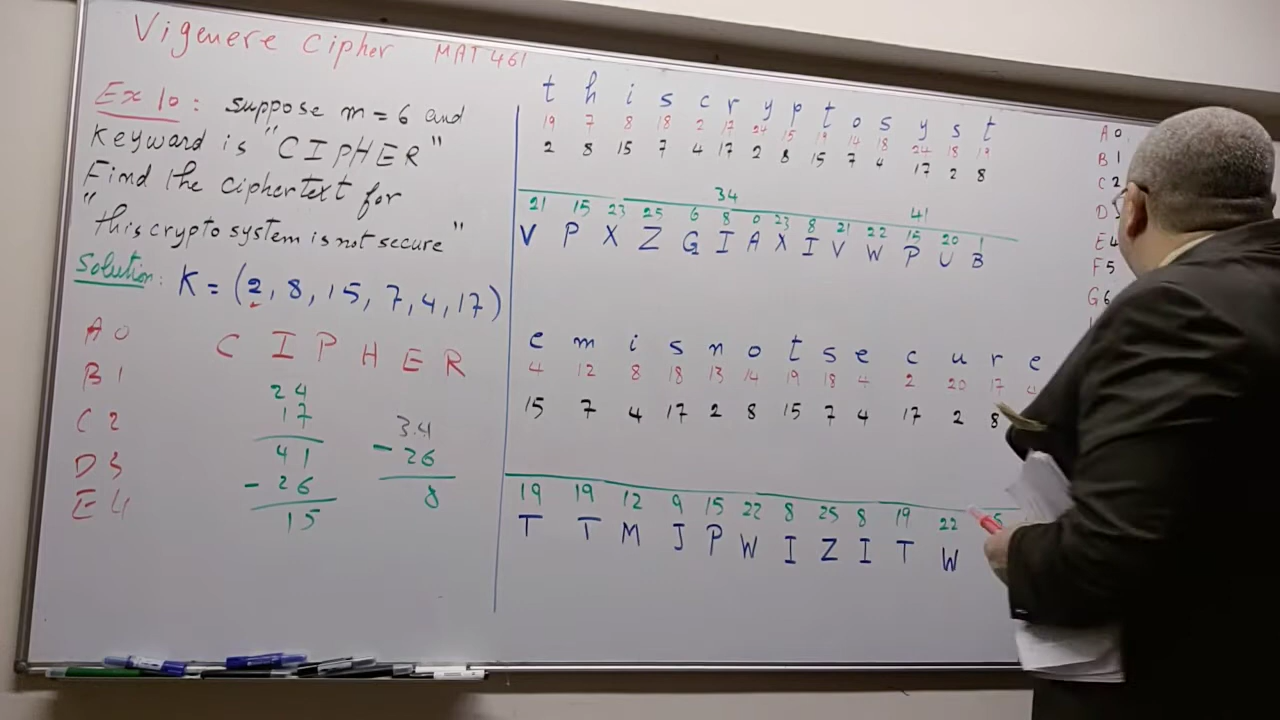 Vigenere Cipher MAT461
Ex 10: suppose m = 6 and
Keyward is "CIPHER"
Find the ciphertext for
"this crypto system is not secure"
Solution: K = (2, 8, 15, 7, 4, 17)
A 0
B 1
C 2
D 3
E 4
C I P H E R
24
17
41
- 26
15
34
- 26
8
t h i s c r y p t o s y s t
19 7 8 18 2 17 24 15 19 14 18 24 18 19
2 8 15 7 4 17 2 8 15 7 4 17 2 8
34 41
21 15 23 25 6 8 0 23 8 21 22 15 20 1
V P X Z G I A X I V W P U B
e m i s n o t s e c u r e
4 12 8 18 13 14 19 18 4 2 20 17 4
15 7 4 17 2 8 15 7 4 17 2 8
19 19 12 9 15 22 8 25 8 19 22
T T M J P W I Z I T W
A 0
B 1
C 2
D 3
E 4
F 5
G 6